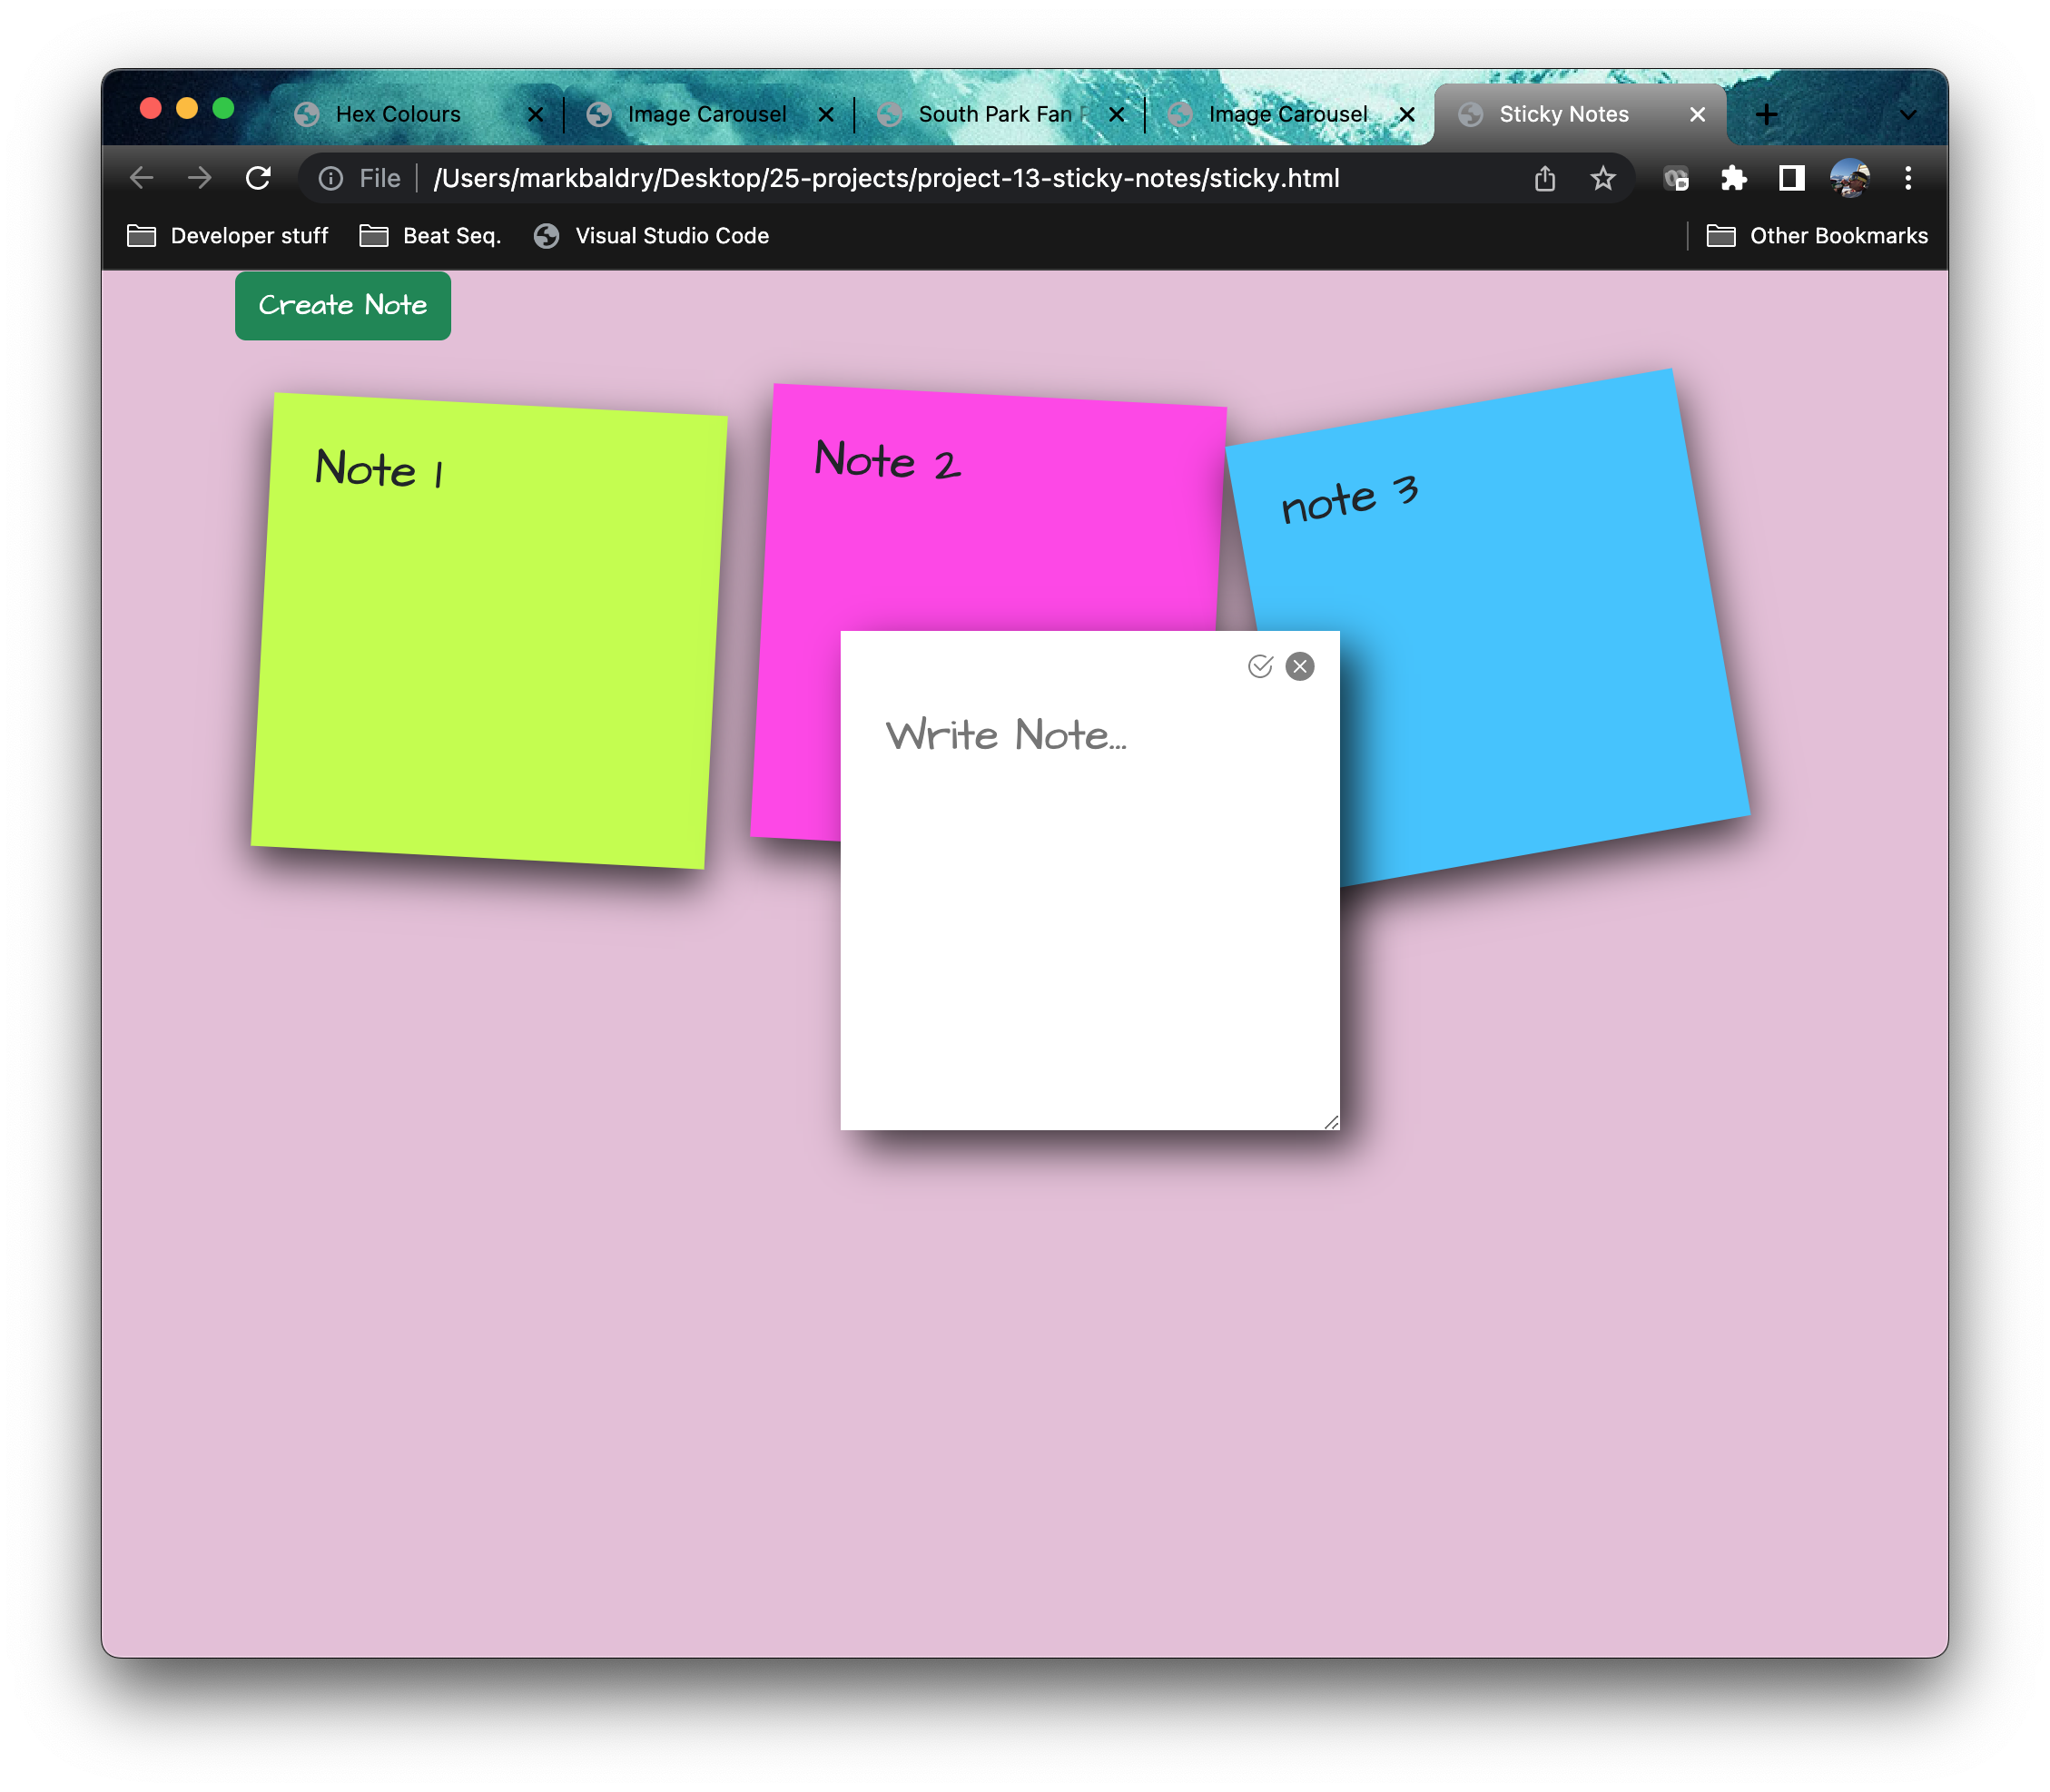 Hex Colours
Image Carousel
South Park Fan
Image Carousel
Sticky Notes
File
/Users/markbaldry/Desktop/25-projects/project-13-sticky-notes/sticky.html
Developer stuff
Beat Seq.
Visual Studio Code
Other Bookmarks
Create Note
Note 1
Note 2
note 3
Write Note...